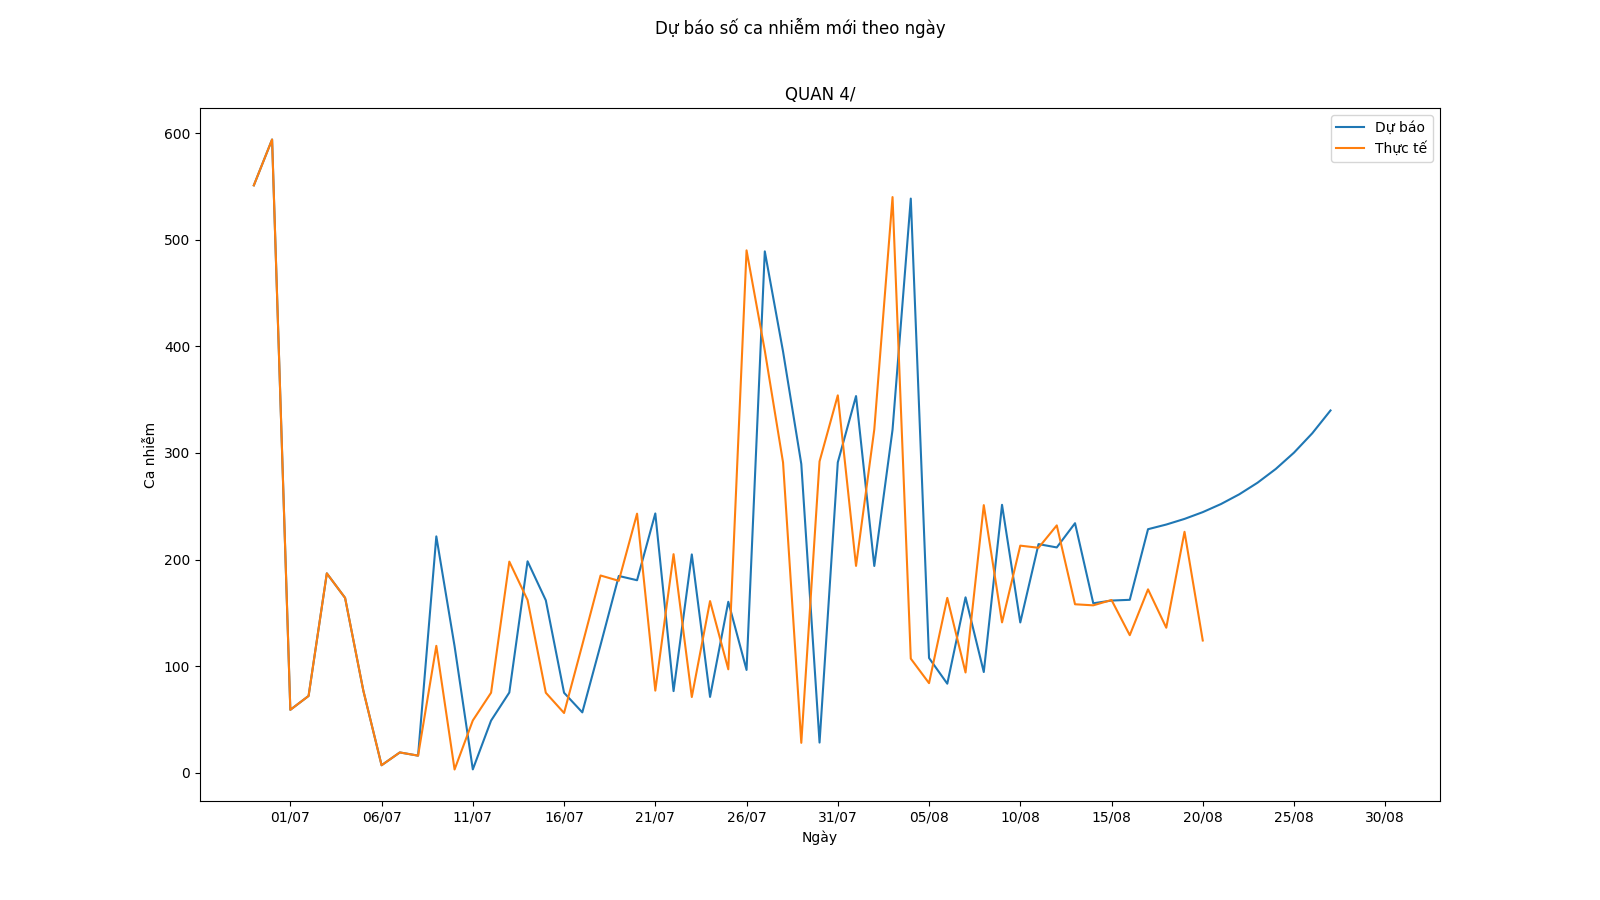 Dự báo số ca nhiễm mới theo ngày
QUAN 4/
Dự báo
Thực tế
600
500
400
300
200
100
0
Ca nhiễm
01/07 06/07 11/07 16/07 21/07 26/07 31/07 05/08 10/08 15/08 20/08 25/08 30/08
Ngày